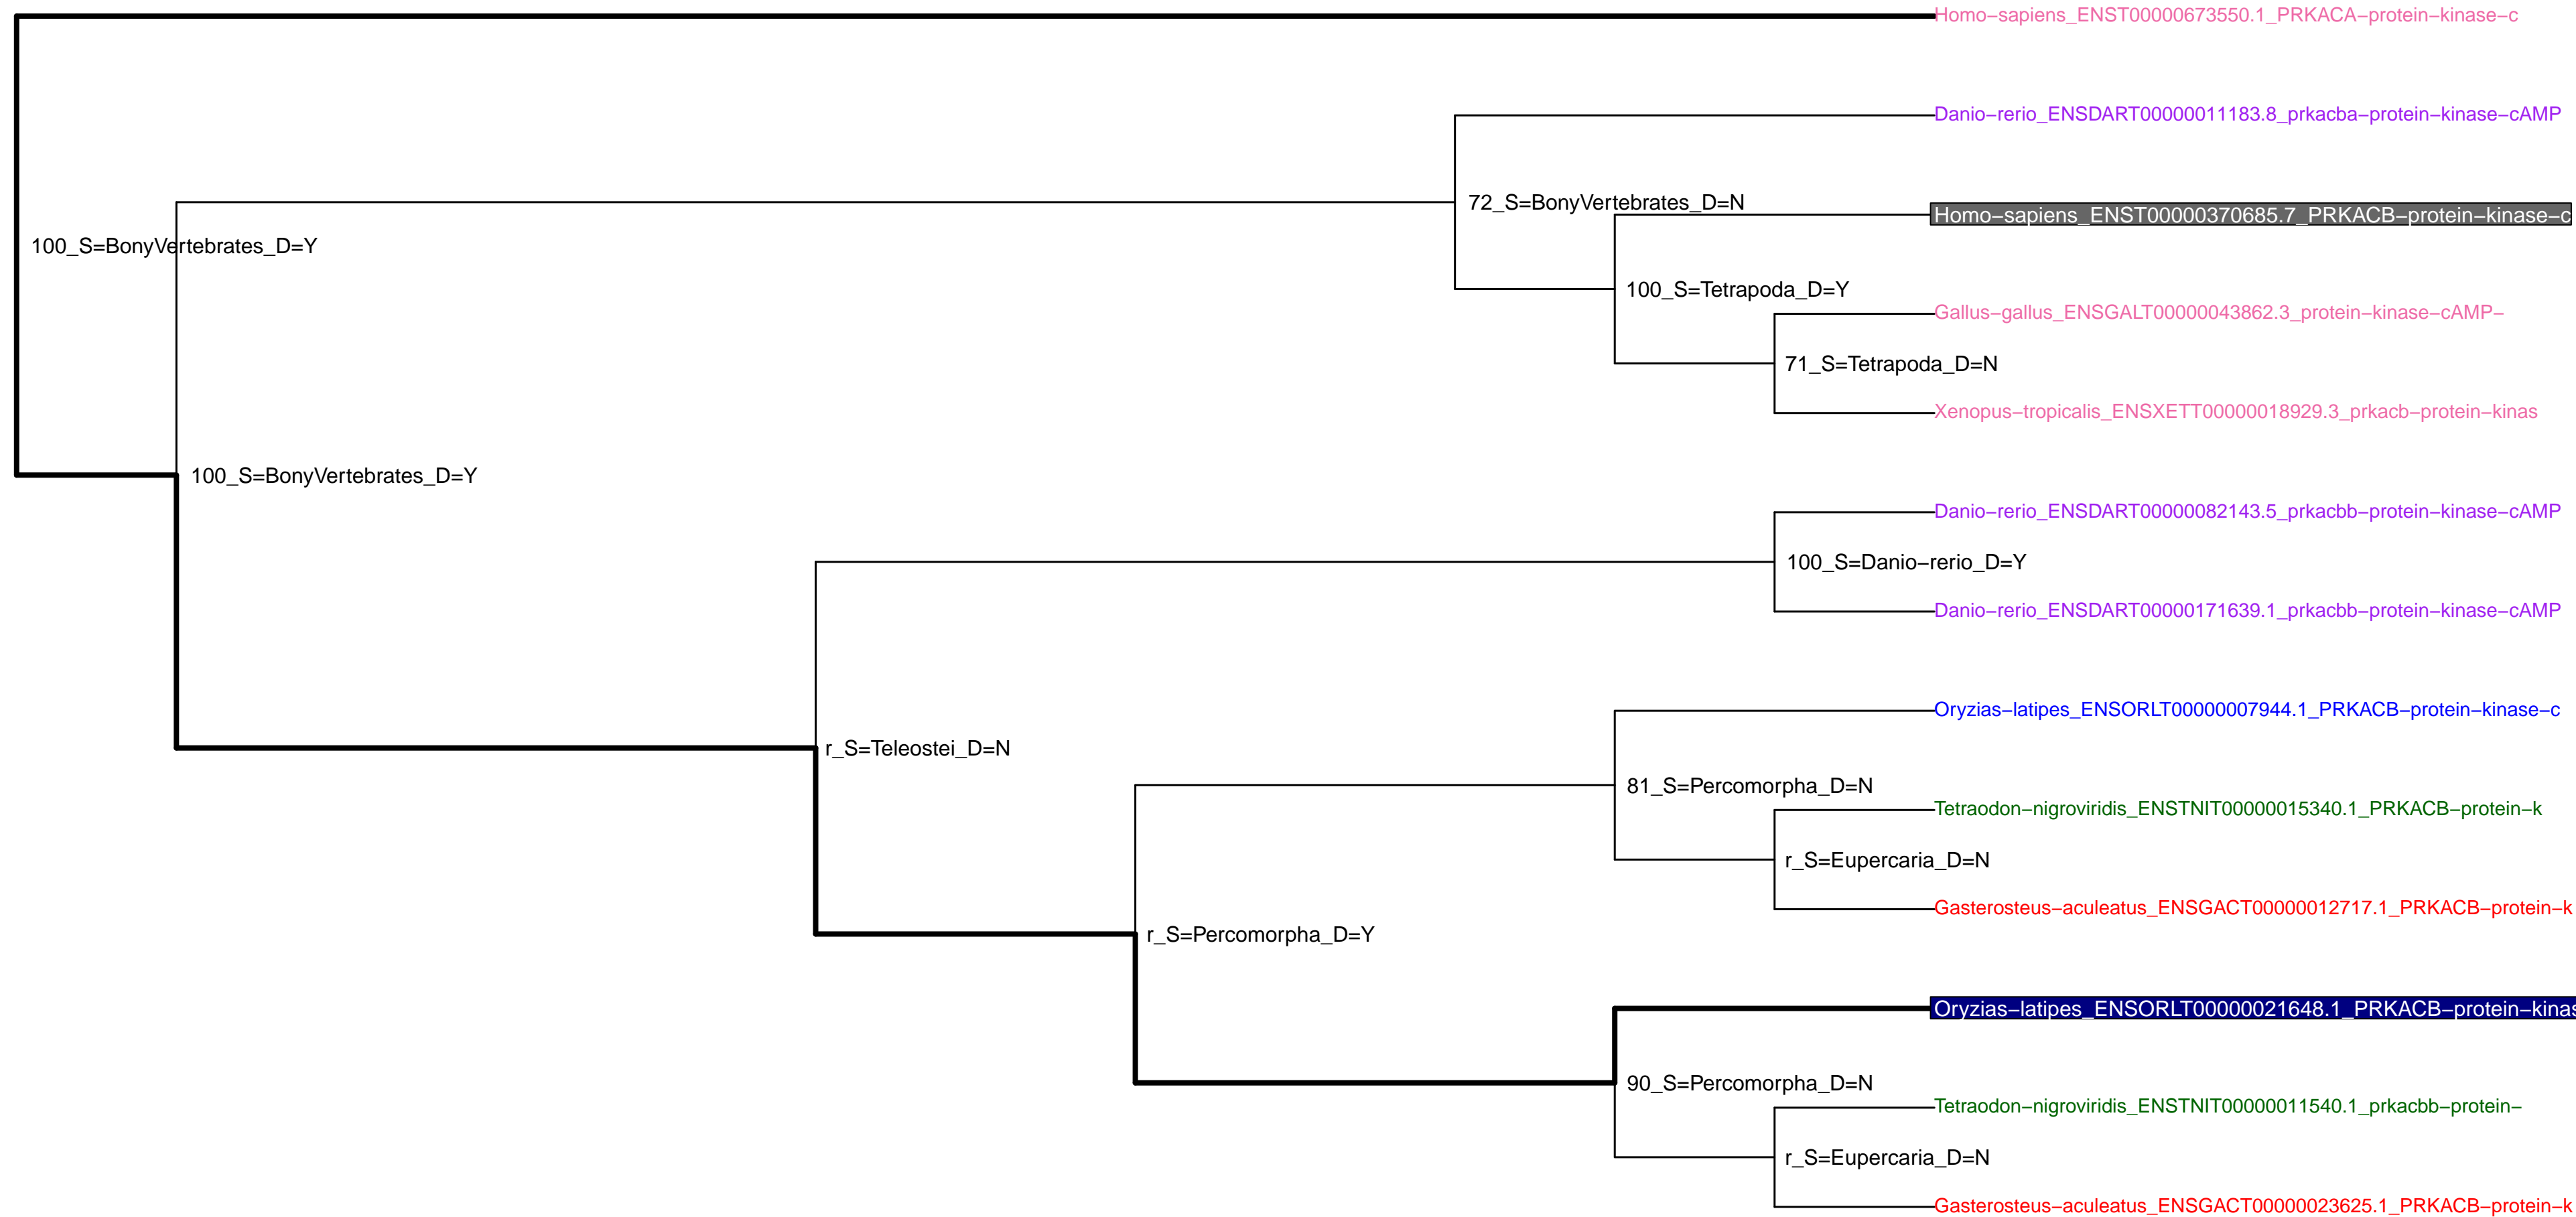 Homo−sapiens_ENST00000673550.1_PRKACA−protein−kinase−c
Danio−rerio_ENSDART00000011183.8_prkacba−protein−kinase−cAMP
72_S=BonyVertebrates_D=N
Homo−sapiens_ENST00000370685.7_PRKACB−protein−kinase−c
100_S=BonyVertebrates_D=Y
100_S=Tetrapoda_D=Y
Gallus−gallus_ENSGALT00000043862.3_protein−kinase−cAMP−
71_S=Tetrapoda_D=N
Xenopus−tropicalis_ENSXETT00000018929.3_prkacb−protein−kinas
100_S=BonyVertebrates_D=Y
Danio−rerio_ENSDART00000082143.5_prkacbb−protein−kinase−cAMP
100_S=Danio−rerio_D=Y
Danio−rerio_ENSDART00000171639.1_prkacbb−protein−kinase−cAMP
Oryzias−latipes_ENSORLT00000007944.1_PRKACB−protein−kinase−c
r_S=Teleostei_D=N
81_S=Percomorpha_D=N
Tetraodon−nigroviridis_ENSTNIT00000015340.1_PRKACB−protein−k
r_S=Eupercaria_D=N
Gasterosteus−aculeatus_ENSGACT00000012717.1_PRKACB−protein−k
r_S=Percomorpha_D=Y
Oryzias−latipes_ENSORLT00000021648.1_PRKACB−protein−kinas
90_S=Percomorpha_D=N
Tetraodon−nigroviridis_ENSTNIT00000011540.1_prkacbb−protein−
r_S=Eupercaria_D=N
Gasterosteus−aculeatus_ENSGACT00000023625.1_PRKACB−protein−k